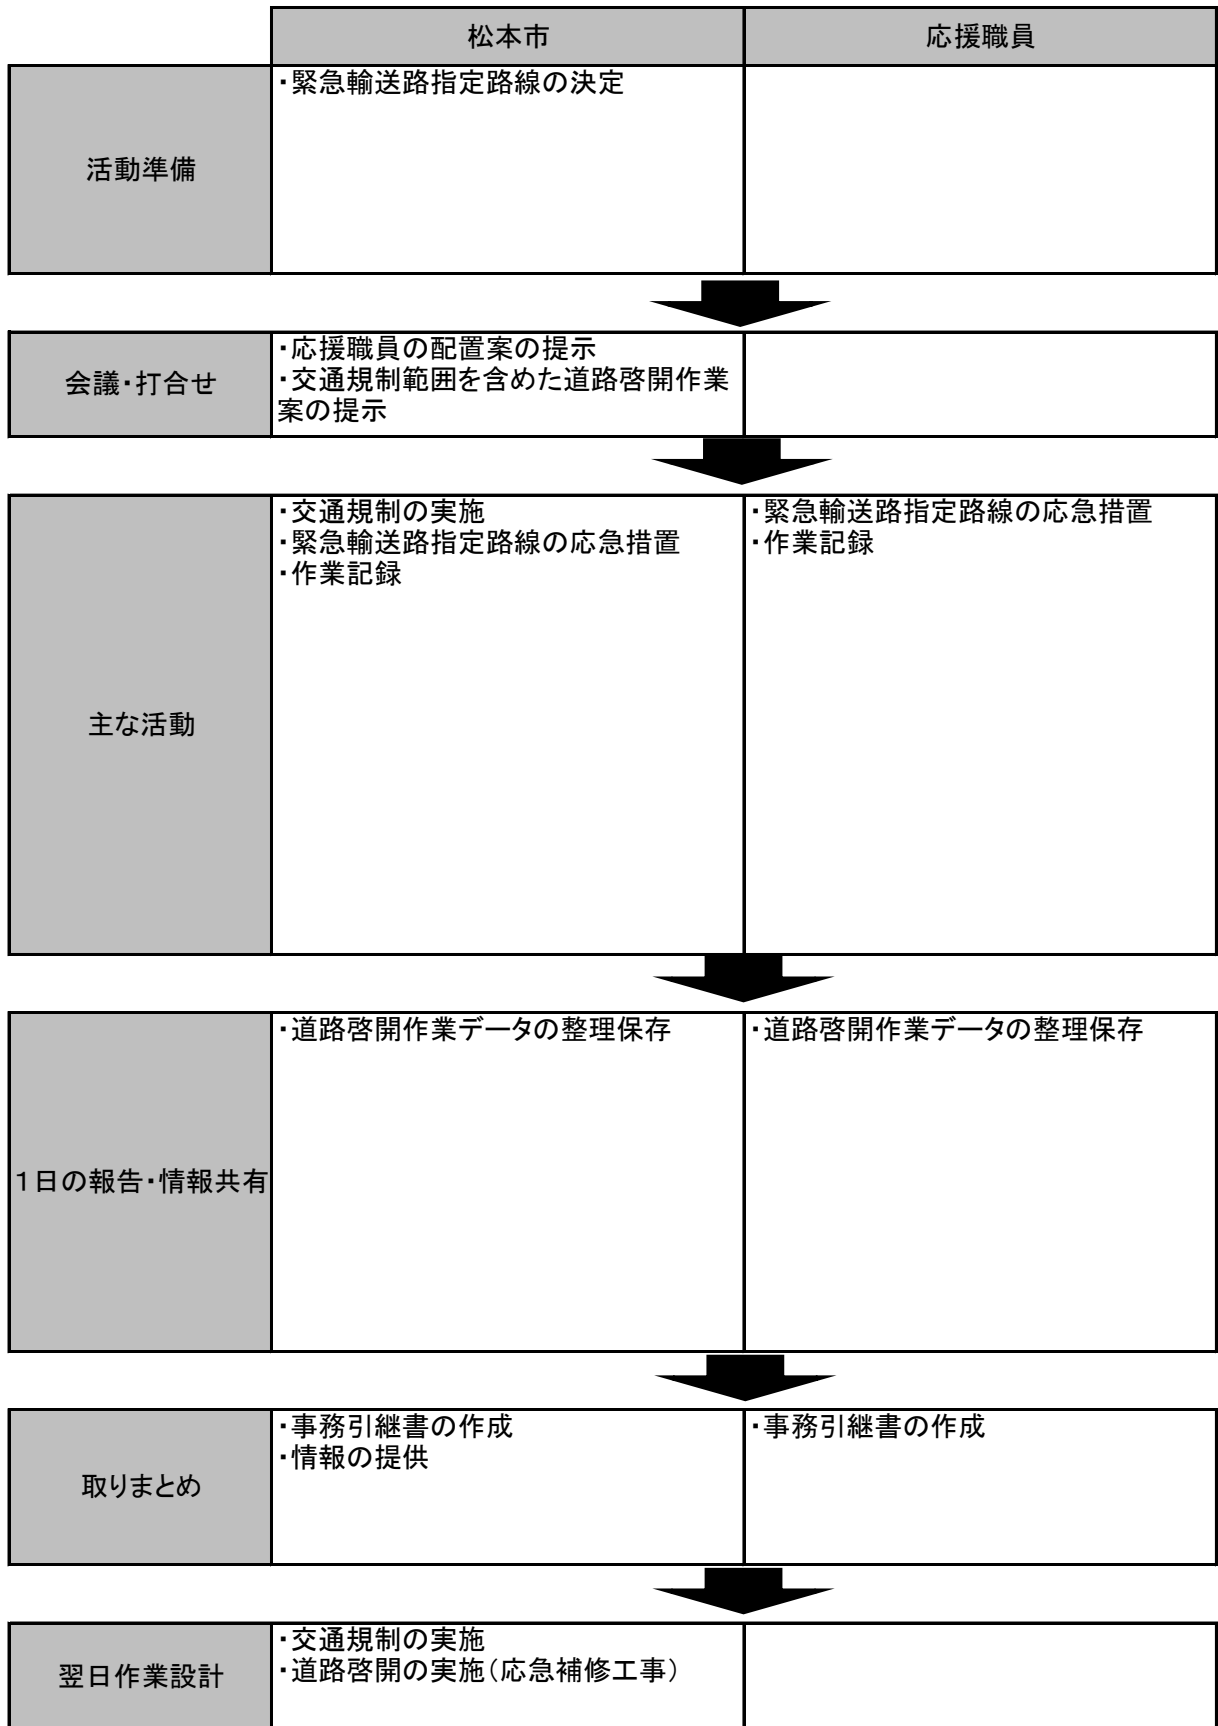 松本市
応援職員
活動準備
・緊急輸送路指定路線の決定
会議・打合せ
・応援職員の配置案の提示
・交通規制範囲を含めた道路啓開作業
案の提示
主な活動
・交通規制の実施
・緊急輸送路指定路線の応急措置
・作業記録
・緊急輸送路指定路線の応急措置
・作業記録
１日の報告・情報共有
・道路啓開作業データの整理保存
・道路啓開作業データの整理保存
取りまとめ
・事務引継書の作成
・情報の提供
・事務引継書の作成
翌日作業設計
・交通規制の実施
・道路啓開の実施（応急補修工事）